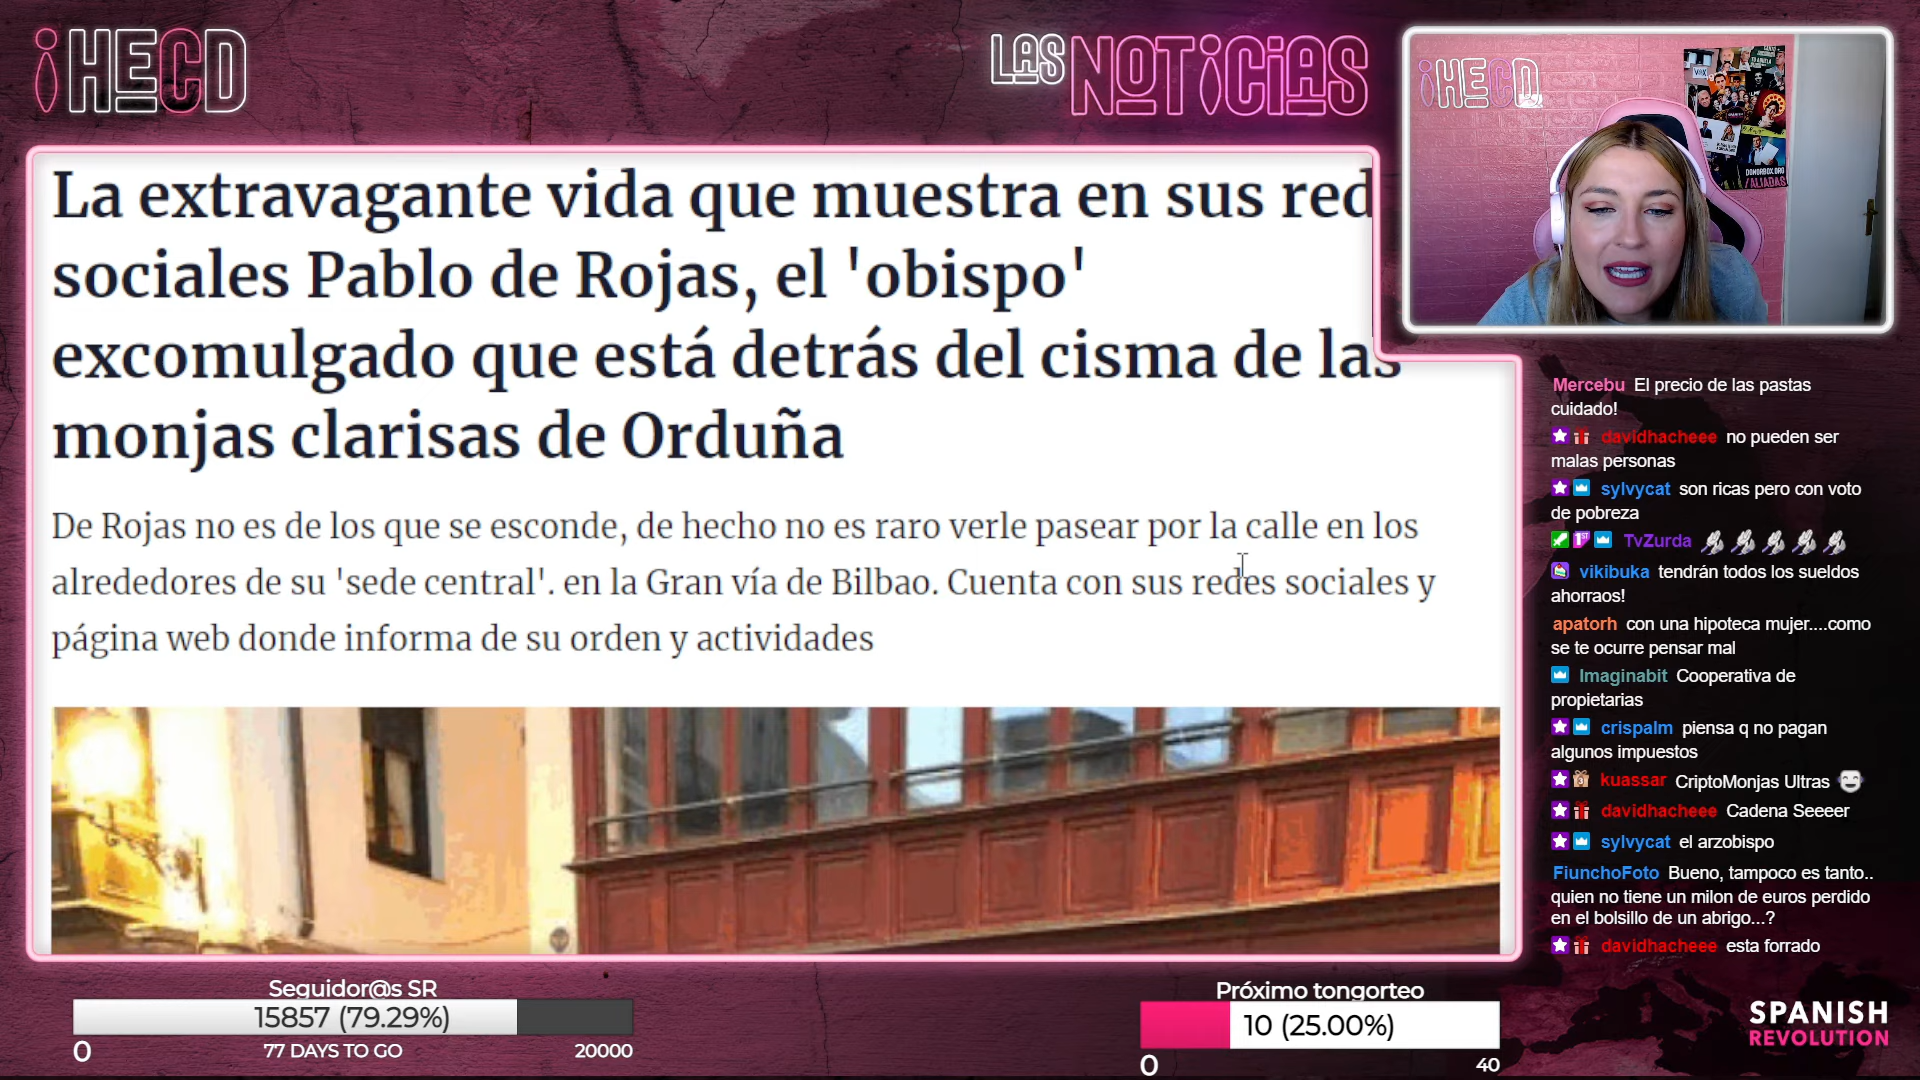 ¡HECD
LAS NOTICIAS
¡HECD
VOX
DONORBOX.ORG
/ALIADAS
La extravagante vida que muestra en sus red
sociales Pablo de Rojas, el 'obispo'
excomulgado que está detrás del cisma de las
monjas clarisas de Orduña
De Rojas no es de los que se esconde, de hecho no es raro verle pasear por la calle en los
alrededores de su 'sede central'. en la Gran vía de Bilbao. Cuenta con sus redes sociales y
página web donde informa de su orden y actividades
Mercebu El precio de las pastas
cuidado!
davidhacheee no pueden ser
malas personas
sylvycat son ricas pero con voto
de pobreza
1ST TvZurda
vikibuka tendrán todos los sueldos
ahorraos!
apatorh con una hipoteca mujer....como
se te ocurre pensar mal
Imaginabit Cooperativa de
propietarias
crispalm piensa q no pagan
algunos impuestos
kuassar CriptoMonjas Ultras
davidhacheee Cadena Seeeer
sylvycat el arzobispo
FiunchoFoto Bueno, tampoco es tanto..
quien no tiene un milon de euros perdido
en el bolsillo de un abrigo...?
davidhacheee esta forrado
Seguidor@s SR
15857 (79.29%)
0 77 DAYS TO GO 20000
Próximo tongorteo
10 (25.00%)
0 40
SPANISH
REVOLUTION